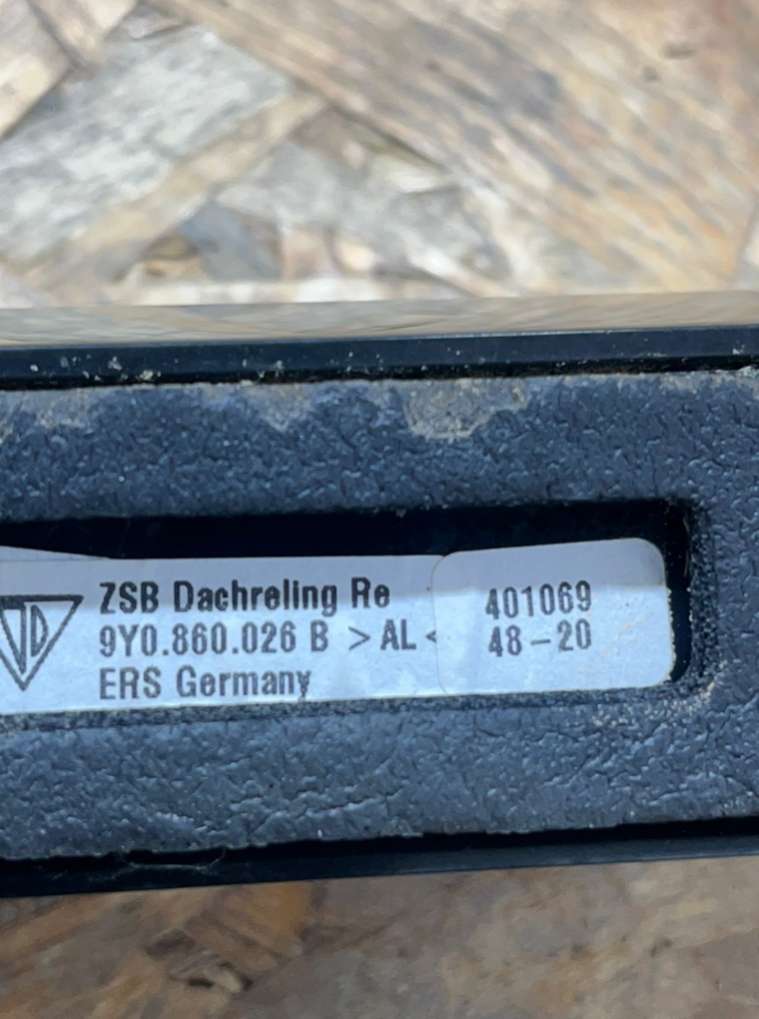 ZSB Dachreling Re
9Y0.860.026 B >AL<
ERS Germany
401069
48-20